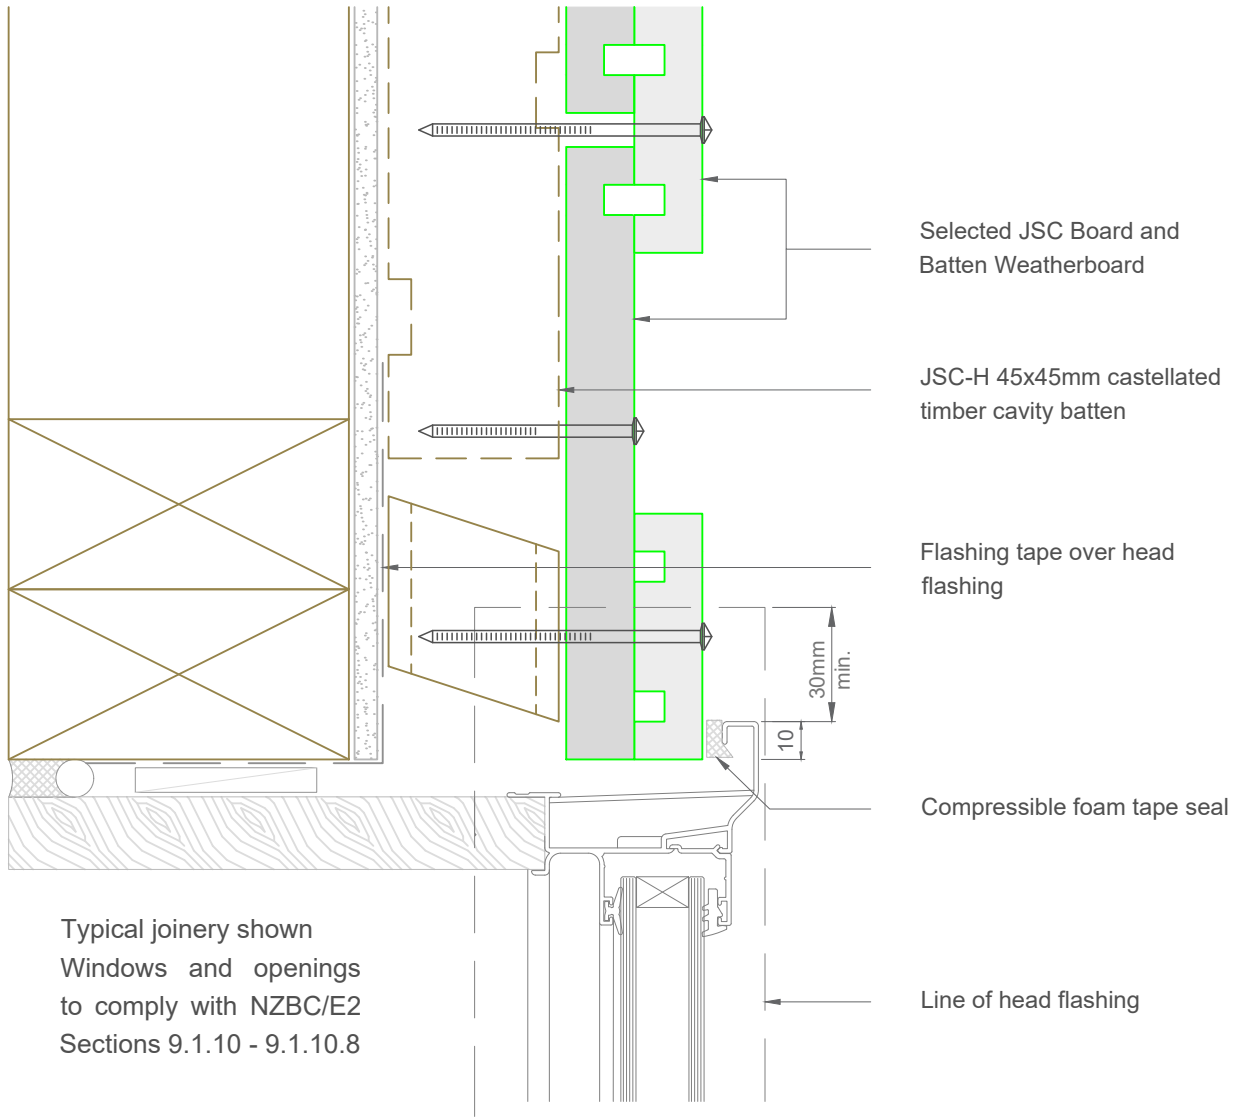 Selected JSC Board and
Batten Weatherboard
JSC-H 45x45mm castellated
timber cavity batten
Flashing tape over head
flashing
30mm
min.
10
Compressible foam tape seal
Typical joinery shown
Windows and openings
to comply with NZBC/E2
Sections 9.1.10 - 9.1.10.8
Line of head flashing